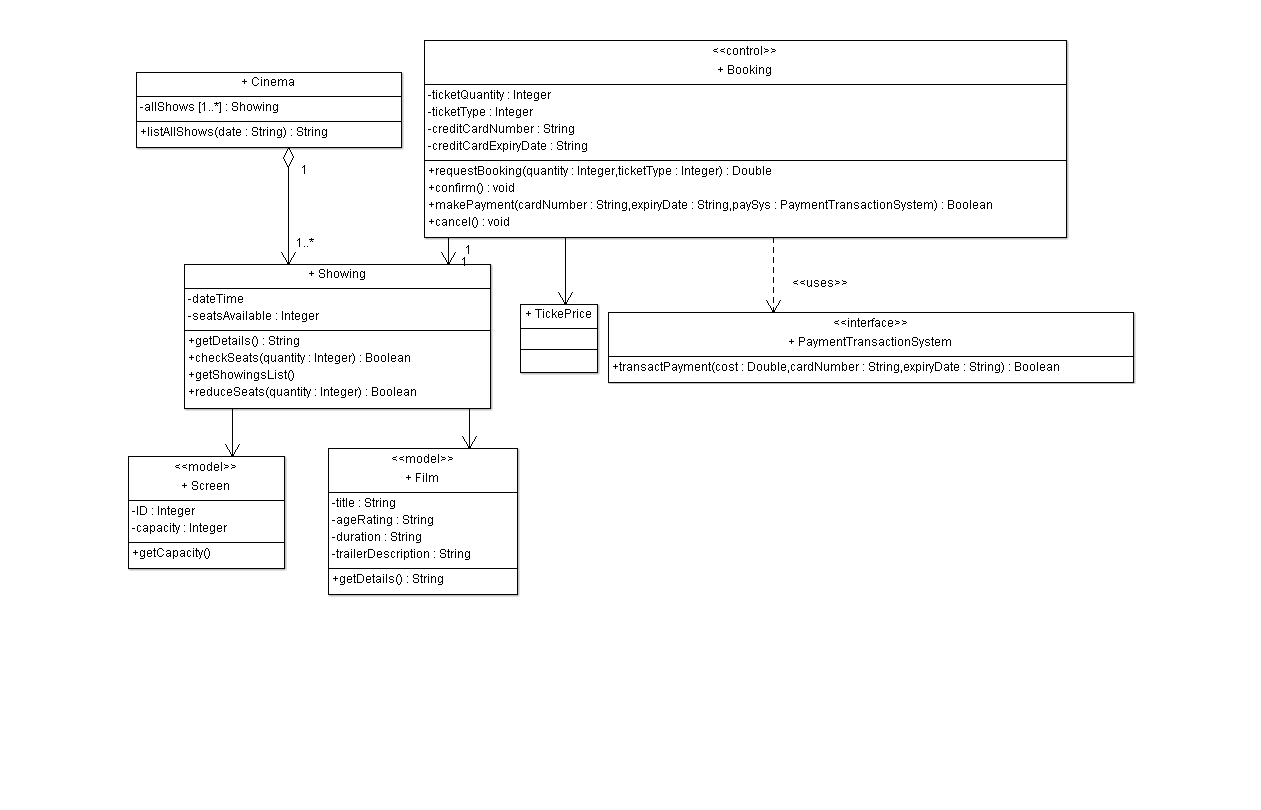 + Cinema
-allShows [1..*] : Showing
+listAllShows(date : String) : String
1
1..*
<<control>>
+ Booking
-ticketQuantity : Integer
-ticketType : Integer
-creditCardNumber : String
-creditCardExpiryDate : String
+requestBooking(quantity : Integer,ticketType : Integer) : Double
+confirm() : void
+makePayment(cardNumber : String,expiryDate : String,paySys : PaymentTransactionSystem) : Boolean
+cancel() : void
1
1
<<uses>>
+ Showing
-dateTime
-seatsAvailable : Integer
+getDetails() : String
+checkSeats(quantity : Integer) : Boolean
+getShowingsList()
+reduceSeats(quantity : Integer) : Boolean
+ TickePrice
<<interface>>
+ PaymentTransactionSystem
+transactPayment(cost : Double,cardNumber : String,expiryDate : String) : Boolean
<<model>>
+ Screen
-ID : Integer
-capacity : Integer
+getCapacity()
<<model>>
+ Film
-title : String
-ageRating : String
-duration : String
-trailerDescription : String
+getDetails() : String